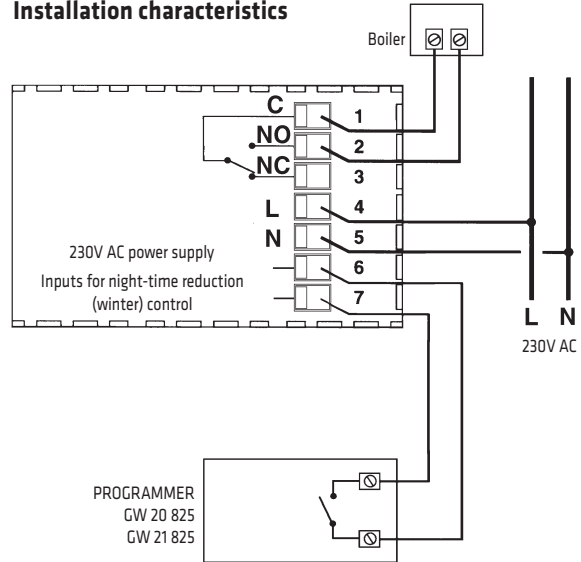 Installation characteristics
Boiler
C
1
NO
2
NC
3
L
4
N
5
230V AC power supply
6
Inputs for night-time reduction
(winter) control
7
L N
230V AC
PROGRAMMER
GW 20 825
GW 21 825